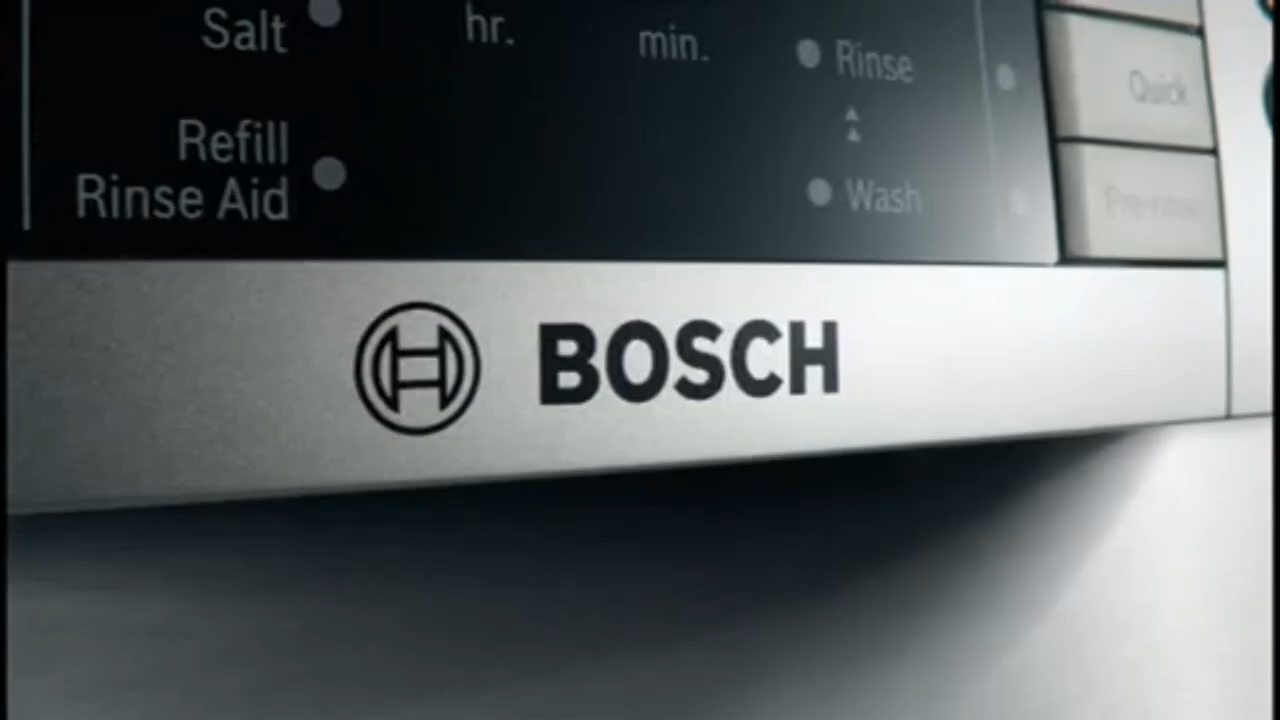 Salt
hr.
min.
Rinse
Quick
Refill
Rinse Aid
Wash
BOSCH